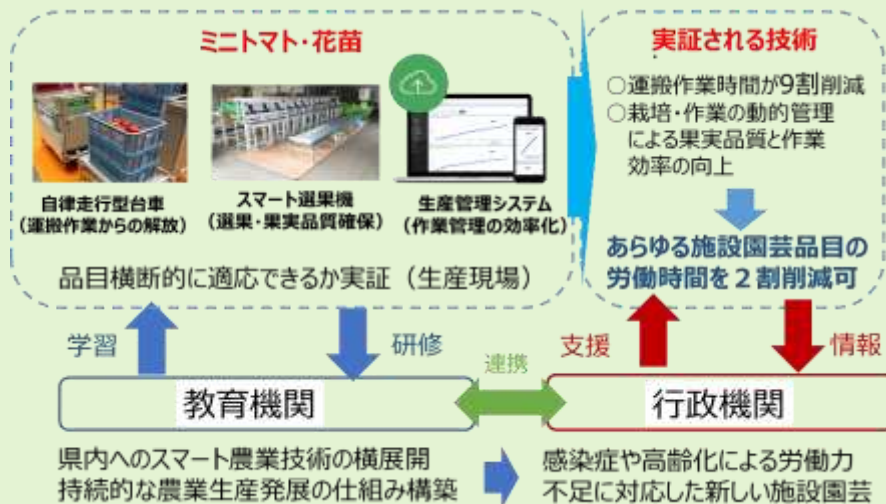 ミニトマト・花苗
自律走行型台車
(運搬作業からの解放)
スマート選果機
(選果・果実品質確保)
生産管理システム
(作業管理の効率化)
品目横断的に適応できるか実証（生産現場）
実証される技術
○運搬作業時間が9割削減
○栽培・作業の動的管理
による果実品質と作業
効率の向上
あらゆる施設園芸品目の
労働時間を２割削減可
学習
研修
支援
情報
連携
教育機関
行政機関
県内へのスマート農業技術の横展開
持続的な農業生産発展の仕組み構築
感染症や高齢化による労働力
不足に対応した新しい施設園芸